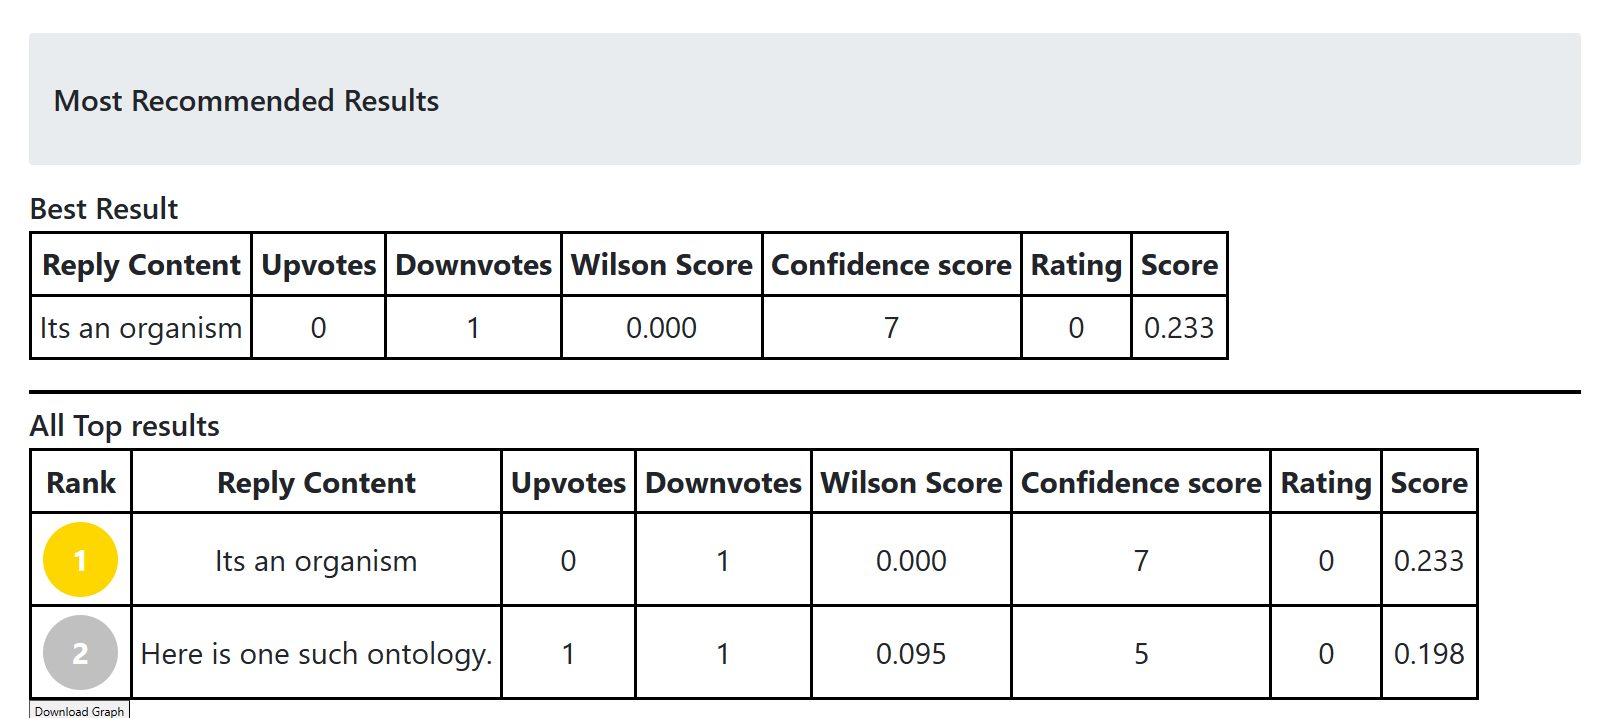 Most Recommended Results
Best Result
Reply Content Upvotes Downvotes Wilson Score Confidence score Rating Score
Its an organism 0 1 0.000 7 0 0.233
All Top results
Rank Reply Content Upvotes Downvotes Wilson Score Confidence score Rating Score
1 Its an organism 0 1 0.000 7 0 0.233
2 Here is one such ontology. 1 1 0.095 5 0 0.198
Download Graph